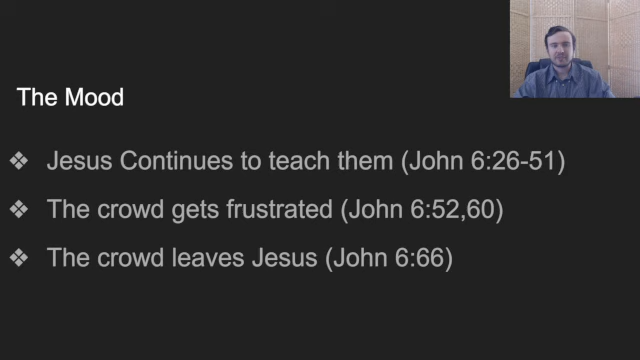 The Mood
❖ Jesus Continues to teach them (John 6:26-51)
❖ The crowd gets frustrated (John 6:52,60)
❖ The crowd leaves Jesus (John 6:66)